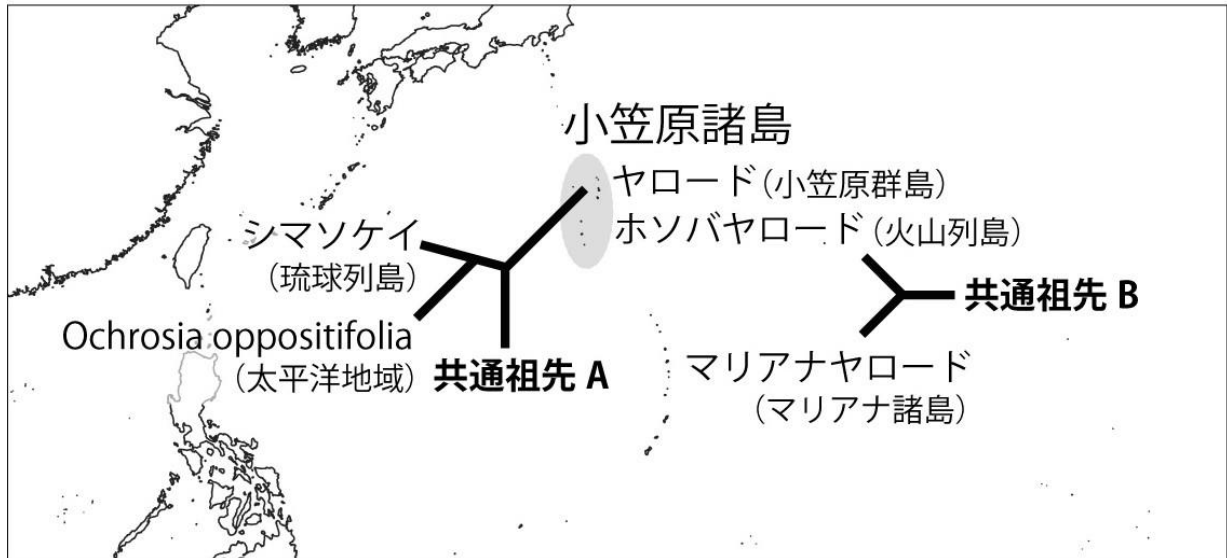 小笠原諸島
ヤロード（小笠原群島）
ホソバヤロード（火山列島）
シマソケイ
（琉球列島）
Ochrosia oppositifolia
（太平洋地域）
共通祖先 A
共通祖先 B
マリアナヤロード
（マリアナ諸島）